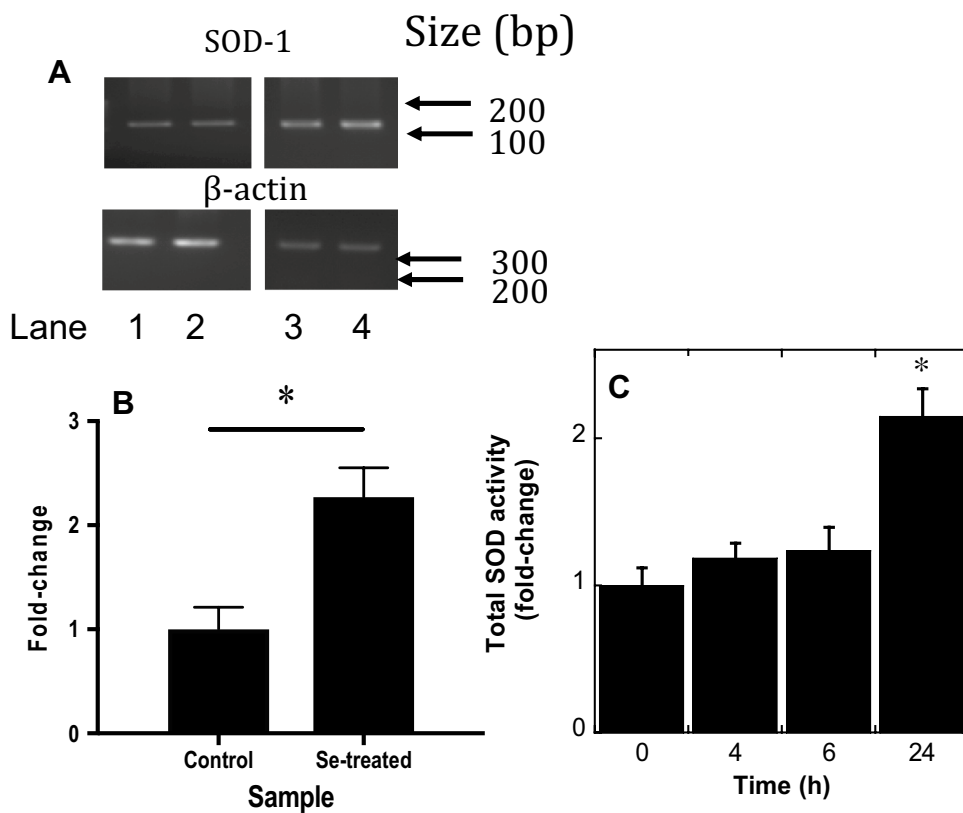 SOD-1 Size (bp)
A
200
100
β-actin
300
200
Lane 1 2 3 4
B
*
3
2
1
0
Fold-change
Control Se-treated
Sample
C
*
2
1
0
Total SOD activity
(fold-change)
0 4 6 24
Time (h)